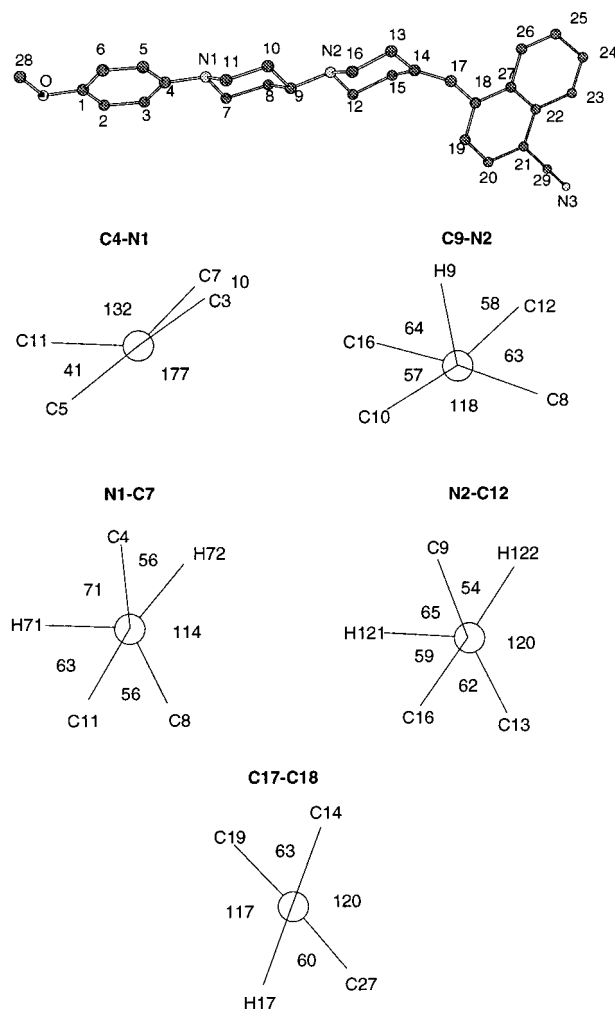 28
O
6
5
1
2
3
4
N1
11
10
7
8
9
N2
16
13
14
12
15
17
18
19
20
21
22
23
24
25
26
27
29
N3
C4-N1
C7
10
C3
132
C11
41
177
C5
C9-N2
H9
58
C12
64
C16
63
57
118
C10
C8
N1-C7
C4
56
H72
71
H71
114
63
56
C11
C8
N2-C12
C9
H122
54
65
H121
120
59
62
C16
C13
C17-C18
C14
C19
63
117
120
60
C27
H17